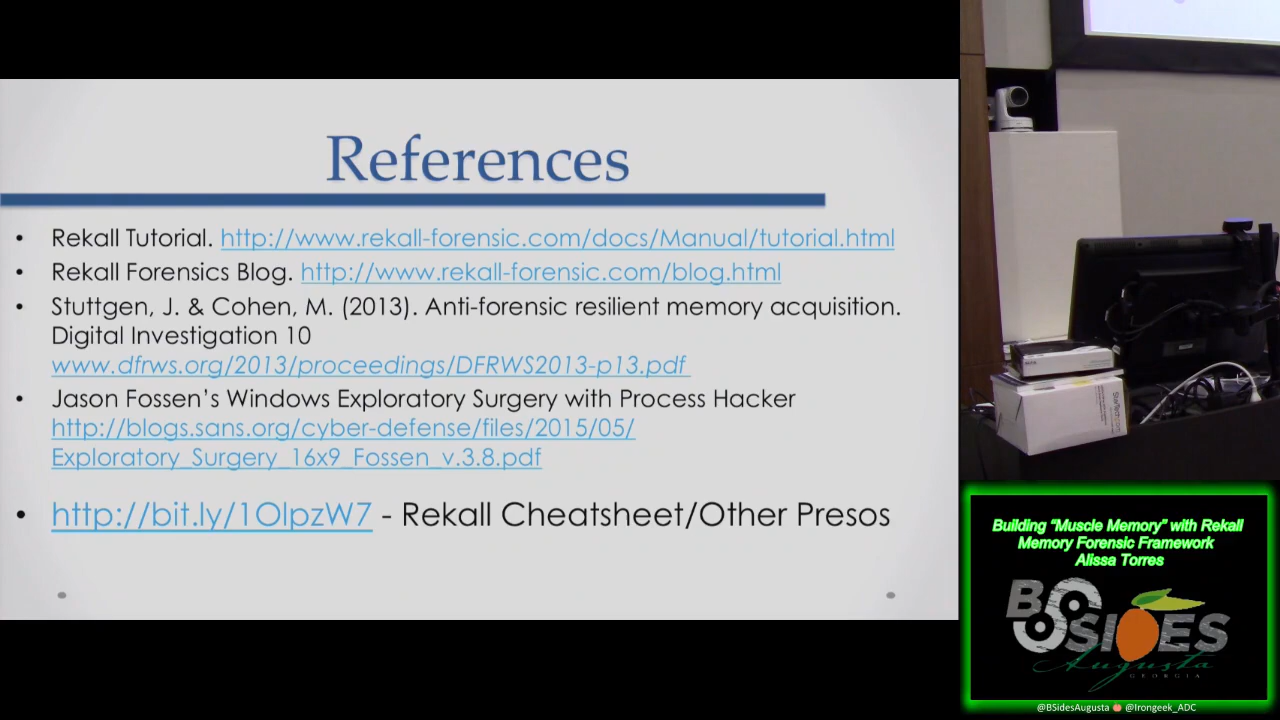 References
• Rekall Tutorial. http://www.rekall-forensic.com/docs/Manual/tutorial.html
• Rekall Forensics Blog. http://www.rekall-forensic.com/blog.html
• Stuttgen, J. & Cohen, M. (2013). Anti-forensic resilient memory acquisition.
Digital Investigation 10
www.dfrws.org/2013/proceedings/DFRWS2013-p13.pdf
• Jason Fossen’s Windows Exploratory Surgery with Process Hacker
http://blogs.sans.org/cyber-defense/files/2015/05/
Exploratory_Surgery_16x9_Fossen_v.3.8.pdf
• http://bit.ly/1OlpzW7 - Rekall Cheatsheet/Other Presos
StarTech
Building “Muscle Memory” with Rekall
Memory Forensic Framework
Alissa Torres
BSIDES
Augusta
GEORGIA
@BSidesAugusta @Irongeek_ADC